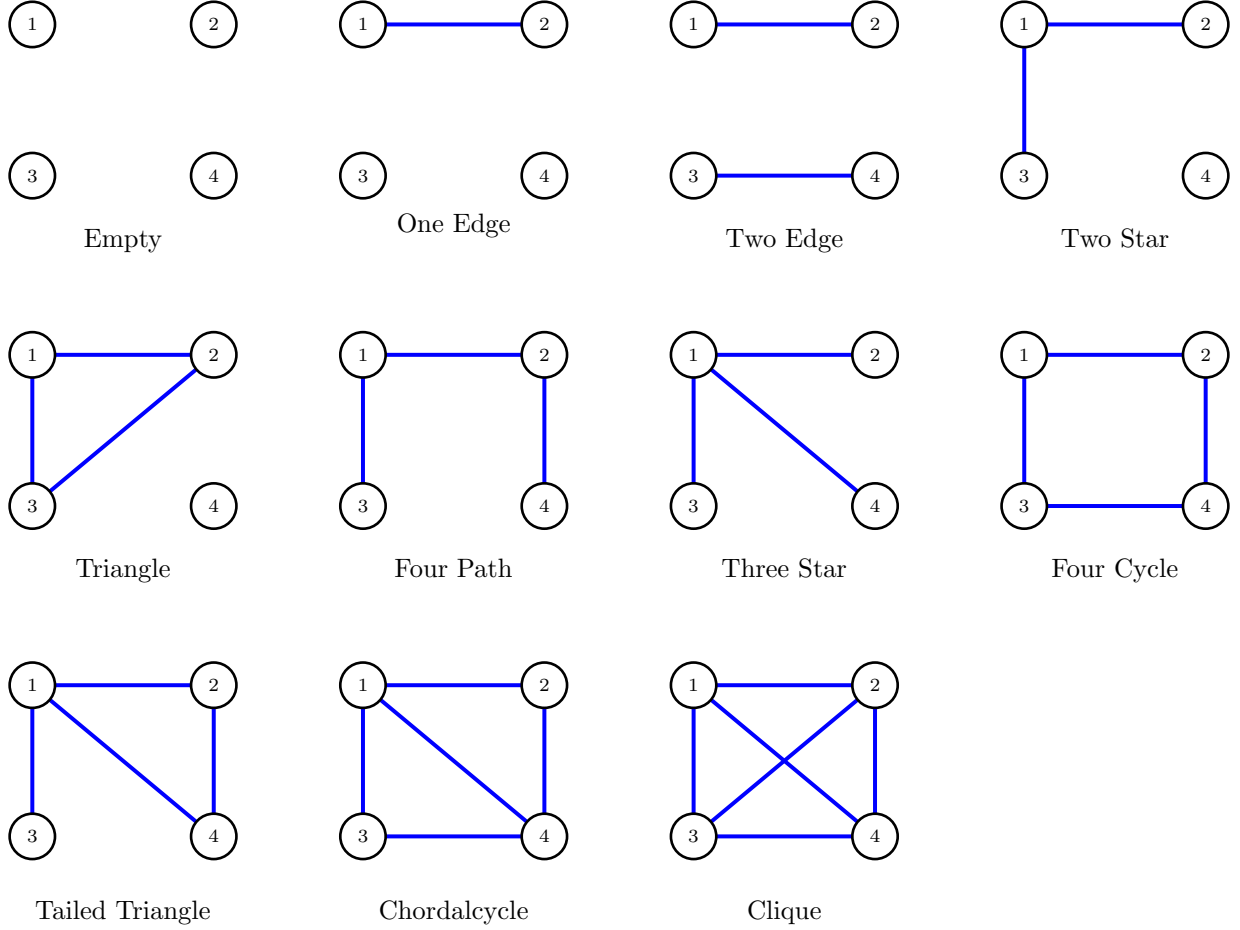 1 2 1 2 1 2 1 2
3 4 3 4 3 4 3 4
Empty One Edge Two Edge Two Star
1 2 1 2 1 2 1 2
3 4 3 4 3 4 3 4
Triangle Four Path Three Star Four Cycle
1 2 1 2 1 2
3 4 3 4 3 4
Tailed Triangle Chordalcycle Clique